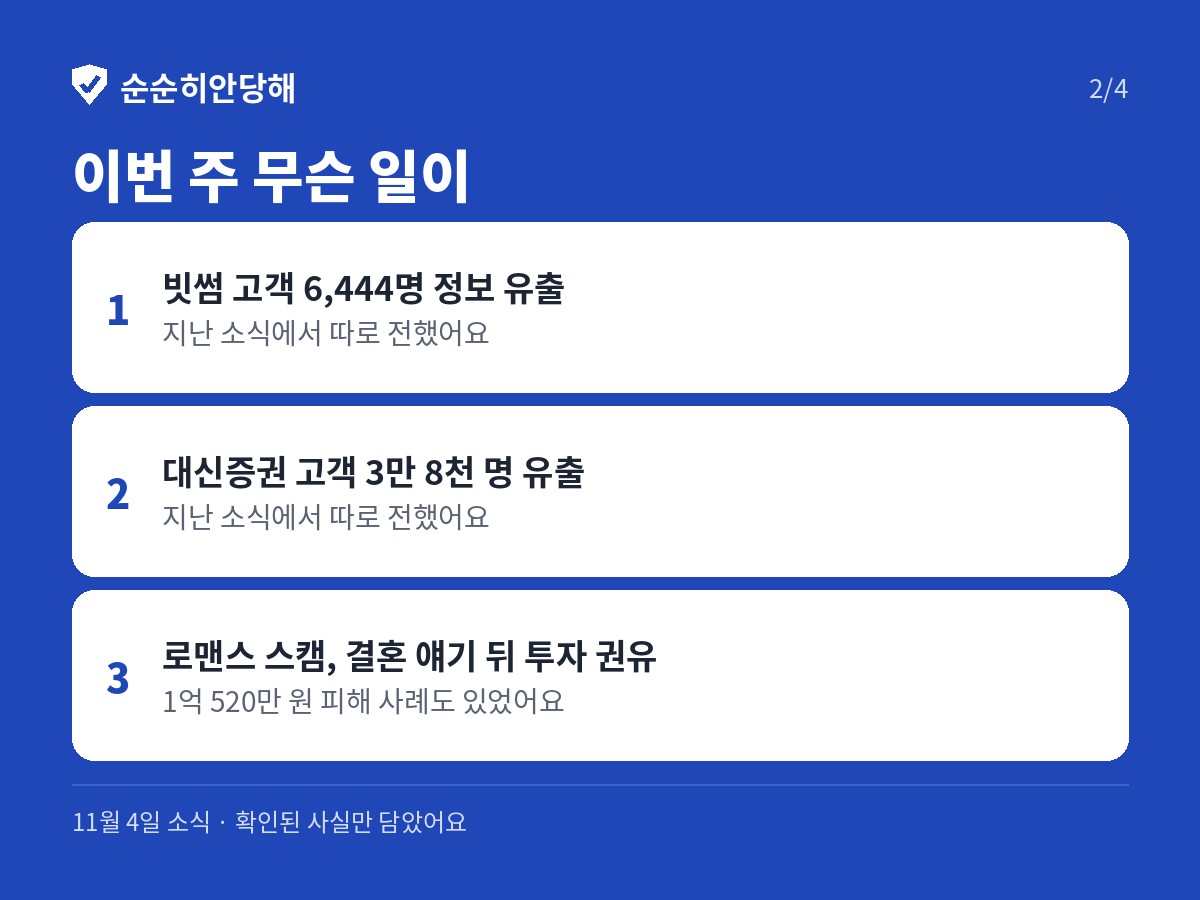 순순히안당해
2/4
이번 주 무슨 일이
1
빗썸 고객 6,444명 정보 유출
지난 소식에서 따로 전했어요
2
대신증권 고객 3만 8천 명 유출
지난 소식에서 따로 전했어요
3
로맨스 스캠, 결혼 얘기 뒤 투자 권유
1억 520만 원 피해 사례도 있었어요
11월 4일 소식 · 확인된 사실만 담았어요